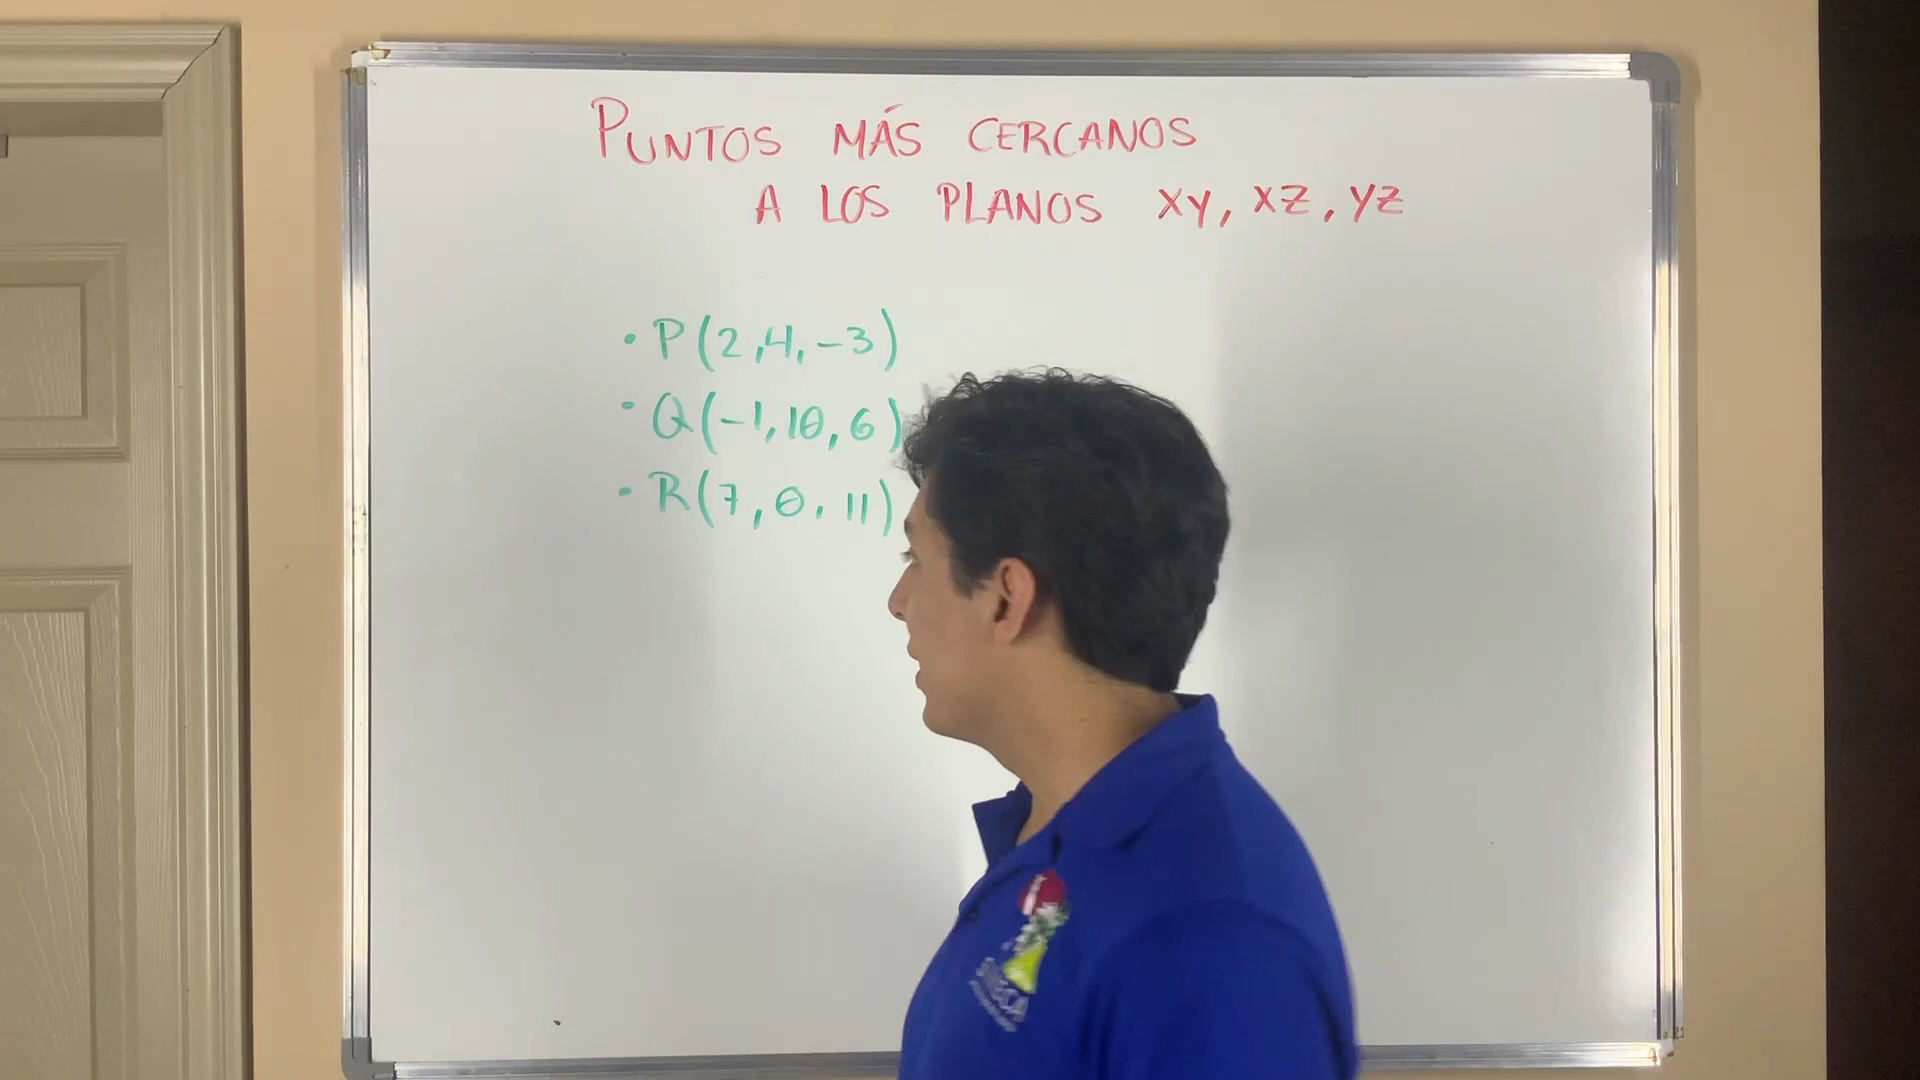 PUNTOS MÁS CERCANOS
A LOS PLANOS XY, XZ, YZ
• P(2,4,-3)
• Q(-1,10,6)
• R(7,0,11)